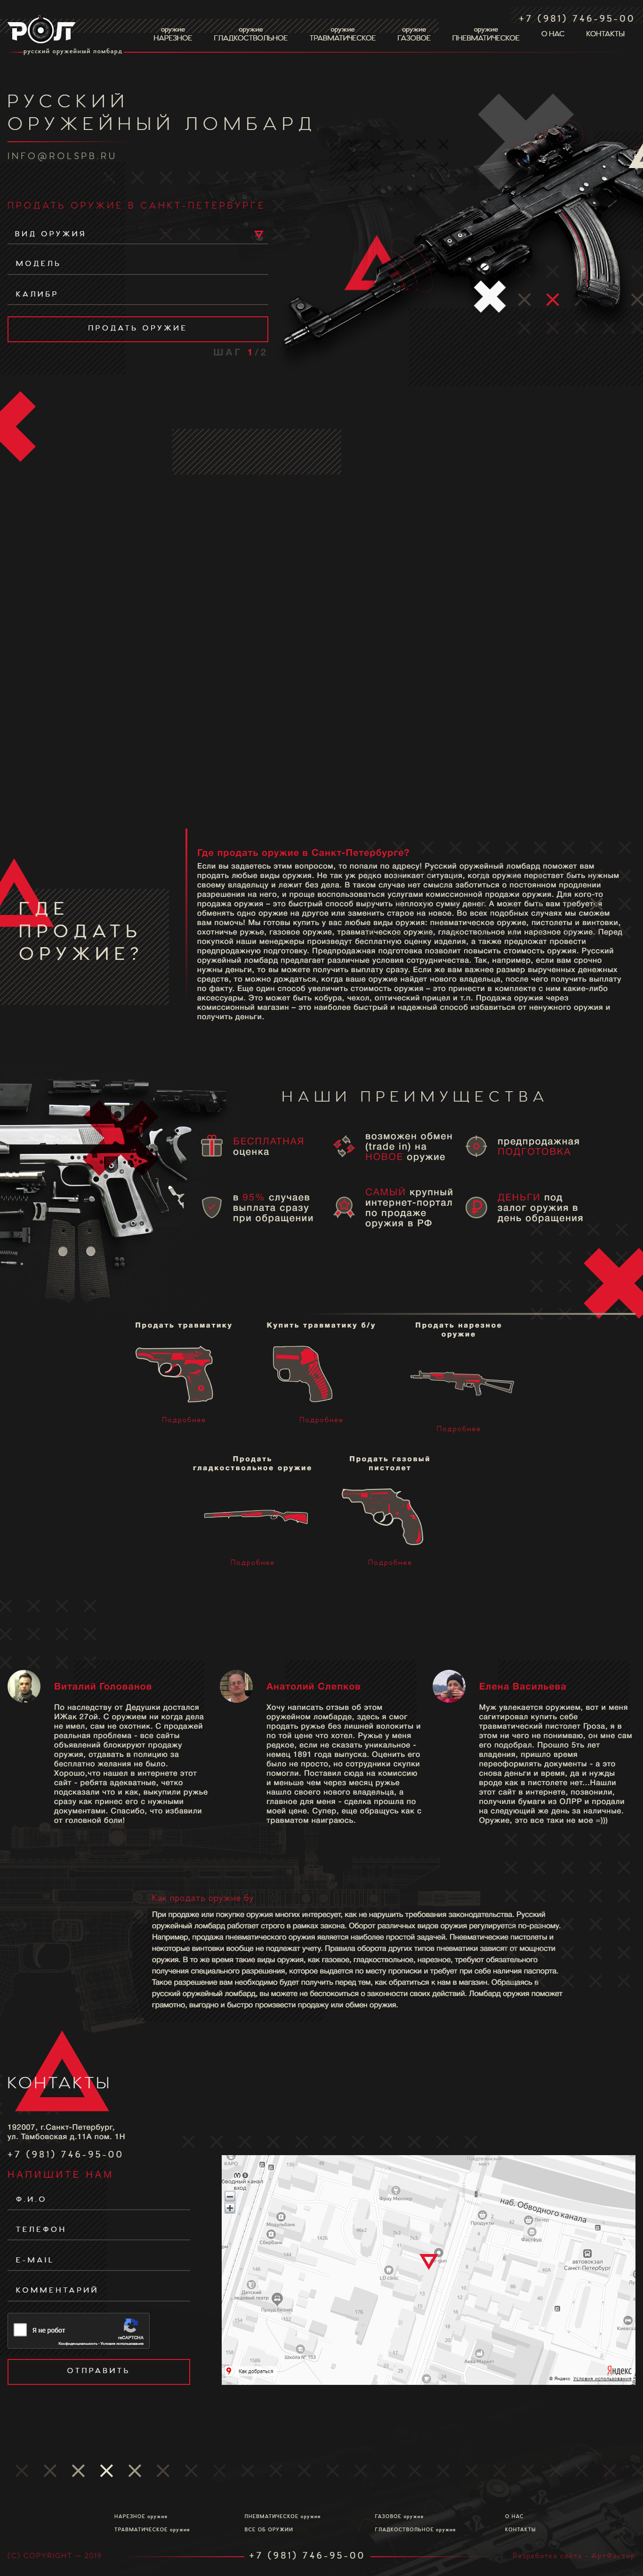 РОЛ
русский оружейный ломбард
оружие
НАРЕЗНОЕ
оружие
ГЛАДКОСТВОЛЬНОЕ
оружие
ТРАВМАТИЧЕСКОЕ
оружие
ГАЗОВОЕ
оружие
ПНЕВМАТИЧЕСКОЕ
О НАС
КОНТАКТЫ
+7 (981) 746-95-00
РУССКИЙ
ОРУЖЕЙНЫЙ ЛОМБАРД
INFO@ROLSPB.RU
ПРОДАТЬ ОРУЖИЕ В САНКТ-ПЕТЕРБУРГЕ
ВИД ОРУЖИЯ
МОДЕЛЬ
КАЛИБР
ПРОДАТЬ ОРУЖИЕ
ШАГ 1/2
ГДЕ
ПРОДАТЬ
ОРУЖИЕ?
Где продать оружие в Санкт-Петербурге?
Если вы задаетесь этим вопросом, то попали по адресу! Русский оружейный ломбард поможет вам
продать любые виды оружия. Не так уж редко возникает ситуация, когда оружие перестает быть нужным
своему владельцу и лежит без дела. В таком случае нет смысла заботиться о постоянном продлении
разрешения на него, и проще воспользоваться услугами комиссионной продажи оружия. Для кого-то
продажа оружия – это быстрый способ выручить неплохую сумму денег. А может быть вам требуется
обменять одно оружие на другое или заменить старое на новое. Во всех подобных случаях мы сможем
вам помочь! Мы готовы купить у вас любые виды оружия: пневматическое оружие, пистолеты и винтовки,
охотничье ружье, газовое оружие, травматическое оружие, гладкоствольное или нарезное оружие. Перед
покупкой наши менеджеры произведут бесплатную оценку изделия, а также предложат провести
предпродажную подготовку. Предпродажная подготовка позволит повысить стоимость оружия. Русский
оружейный ломбард предлагает различные условия сотрудничества. Так, например, если вам срочно
нужны деньги, то вы можете получить выплату сразу. Если же вам важнее размер вырученных денежных
средств, то можно дождаться, когда ваше оружие найдет нового владельца, после чего получить выплату
по факту. Еще один способ увеличить стоимость оружия – это принести в комплекте с ним какие-либо
аксессуары. Это может быть кобура, чехол, оптический прицел и т.п. Продажа оружия через
комиссионный магазин – это наиболее быстрый и надежный способ избавиться от ненужного оружия и
получить деньги.
НАШИ ПРЕИМУЩЕСТВА
БЕСПЛАТНАЯ
оценка
возможен обмен
(trade in) на
НОВОЕ оружие
предпродажная
ПОДГОТОВКА
в 95% случаев
выплата сразу
при обращении
САМЫЙ крупный
интернет-портал
по продаже
оружия в РФ
ДЕНЬГИ под
залог оружия в
день обращения
Продать травматику
Подробнее
Купить травматику б/у
Подробнее
Продать нарезное
оружие
Подробнее
Продать
гладкоствольное оружие
Подробнее
Продать газовый
пистолет
Подробнее
Виталий Голованов
По наследству от Дедушки достался
ИЖак 27ой. С оружием ни когда дела
не имел, сам не охотник. С продажей
реальная проблема - все сайты
объявлений блокируют продажу
оружия, отдавать в полицию за
бесплатно желания не было.
Хорошо,что нашел в интернете этот
сайт - ребята адекватные, четко
подсказали что и как, выкупили ружье
сразу как принес его с нужными
документами. Спасибо, что избавили
от головной боли!
Анатолий Слепков
Хочу написать отзыв об этом
оружейном ломбарде, здесь я смог
продать ружье без лишней волокиты и
по той цене что хотел. Ружье у меня
редкое, если не сказать уникальное -
немец 1891 года выпуска. Оценить его
было не просто, но сотрудники скупки
помогли. Поставил сюда на комиссию
и меньше чем через месяц ружье
нашло своего нового владельца, а
главное для меня - сделка прошла по
моей цене. Супер, еще обращусь как с
травматом наиграюсь.
Елена Васильева
Муж увлекается оружием, вот и меня
сагитировал купить себе
травматический пистолет Гроза, я в
этом ни чего не понимаю, он мне сам
его подобрал. Прошло 5ть лет
владения, пришло время
переоформлять документы - а это
снова деньги и время, да и нужды
вроде как в пистолете нет...Нашли
этот сайт в интернете, позвонили,
получили бумаги из ОЛРР и продали
на следующий же день за наличные.
Оружие, это все таки не мое =)))
Как продать оружие бу
При продаже или покупке оружия многих интересует, как не нарушить требования законодательства. Русский
оружейный ломбард работает строго в рамках закона. Оборот различных видов оружия регулируется по-разному.
Например, продажа пневматического оружия является наиболее простой задачей. Пневматические пистолеты и
некоторые винтовки вообще не подлежат учету. Правила оборота других типов пневматики зависят от мощности
оружия. В то же время такие виды оружия, как газовое, гладкоствольное, нарезное, требуют обязательного
получения специального разрешения, которое выдается по месту прописки и требует при себе наличия паспорта.
Такое разрешение вам необходимо будет получить перед тем, как обратиться к нам в магазин. Обращаясь в
русский оружейный ломбард, вы можете не беспокоиться о законности своих действий. Ломбард оружия поможет
грамотно, выгодно и быстро произвести продажу или обмен оружия.
КОНТАКТЫ
192007, г.Санкт-Петербург,
ул. Тамбовская д.11А пом. 1Н
+7 (981) 746-95-00
НАПИШИТЕ НАМ
Ф.И.О
ТЕЛЕФОН
E-MAIL
КОММЕНТАРИЙ
Я не робот
reCAPTCHA
Конфиденциальность - Условия использования
ОТПРАВИТЬ
КАРО
Обводный канал
вход
наб. Обводного канала
Фрау Мюллер
Модульбанк
Сбербанк
Продукты
Питер
Фастфуд
автовокзал
Санкт-Петербург
LD clinic
Детский
ледовый театр
Школа № 153
Аква-Маркет
Как добраться
© Яндекс Условия использования
Яндекс
НАРЕЗНОЕ оружие
ПНЕВМАТИЧЕСКОЕ оружие
ГАЗОВОЕ оружие
О НАС
ТРАВМАТИЧЕСКОЕ оружие
ВСЕ ОБ ОРУЖИИ
ГЛАДКОСТВОЛЬНОЕ оружие
КОНТАКТЫ
(C) COPYRIGHT — 2019
+7 (981) 746-95-00
Разработка сайта - АртФактор